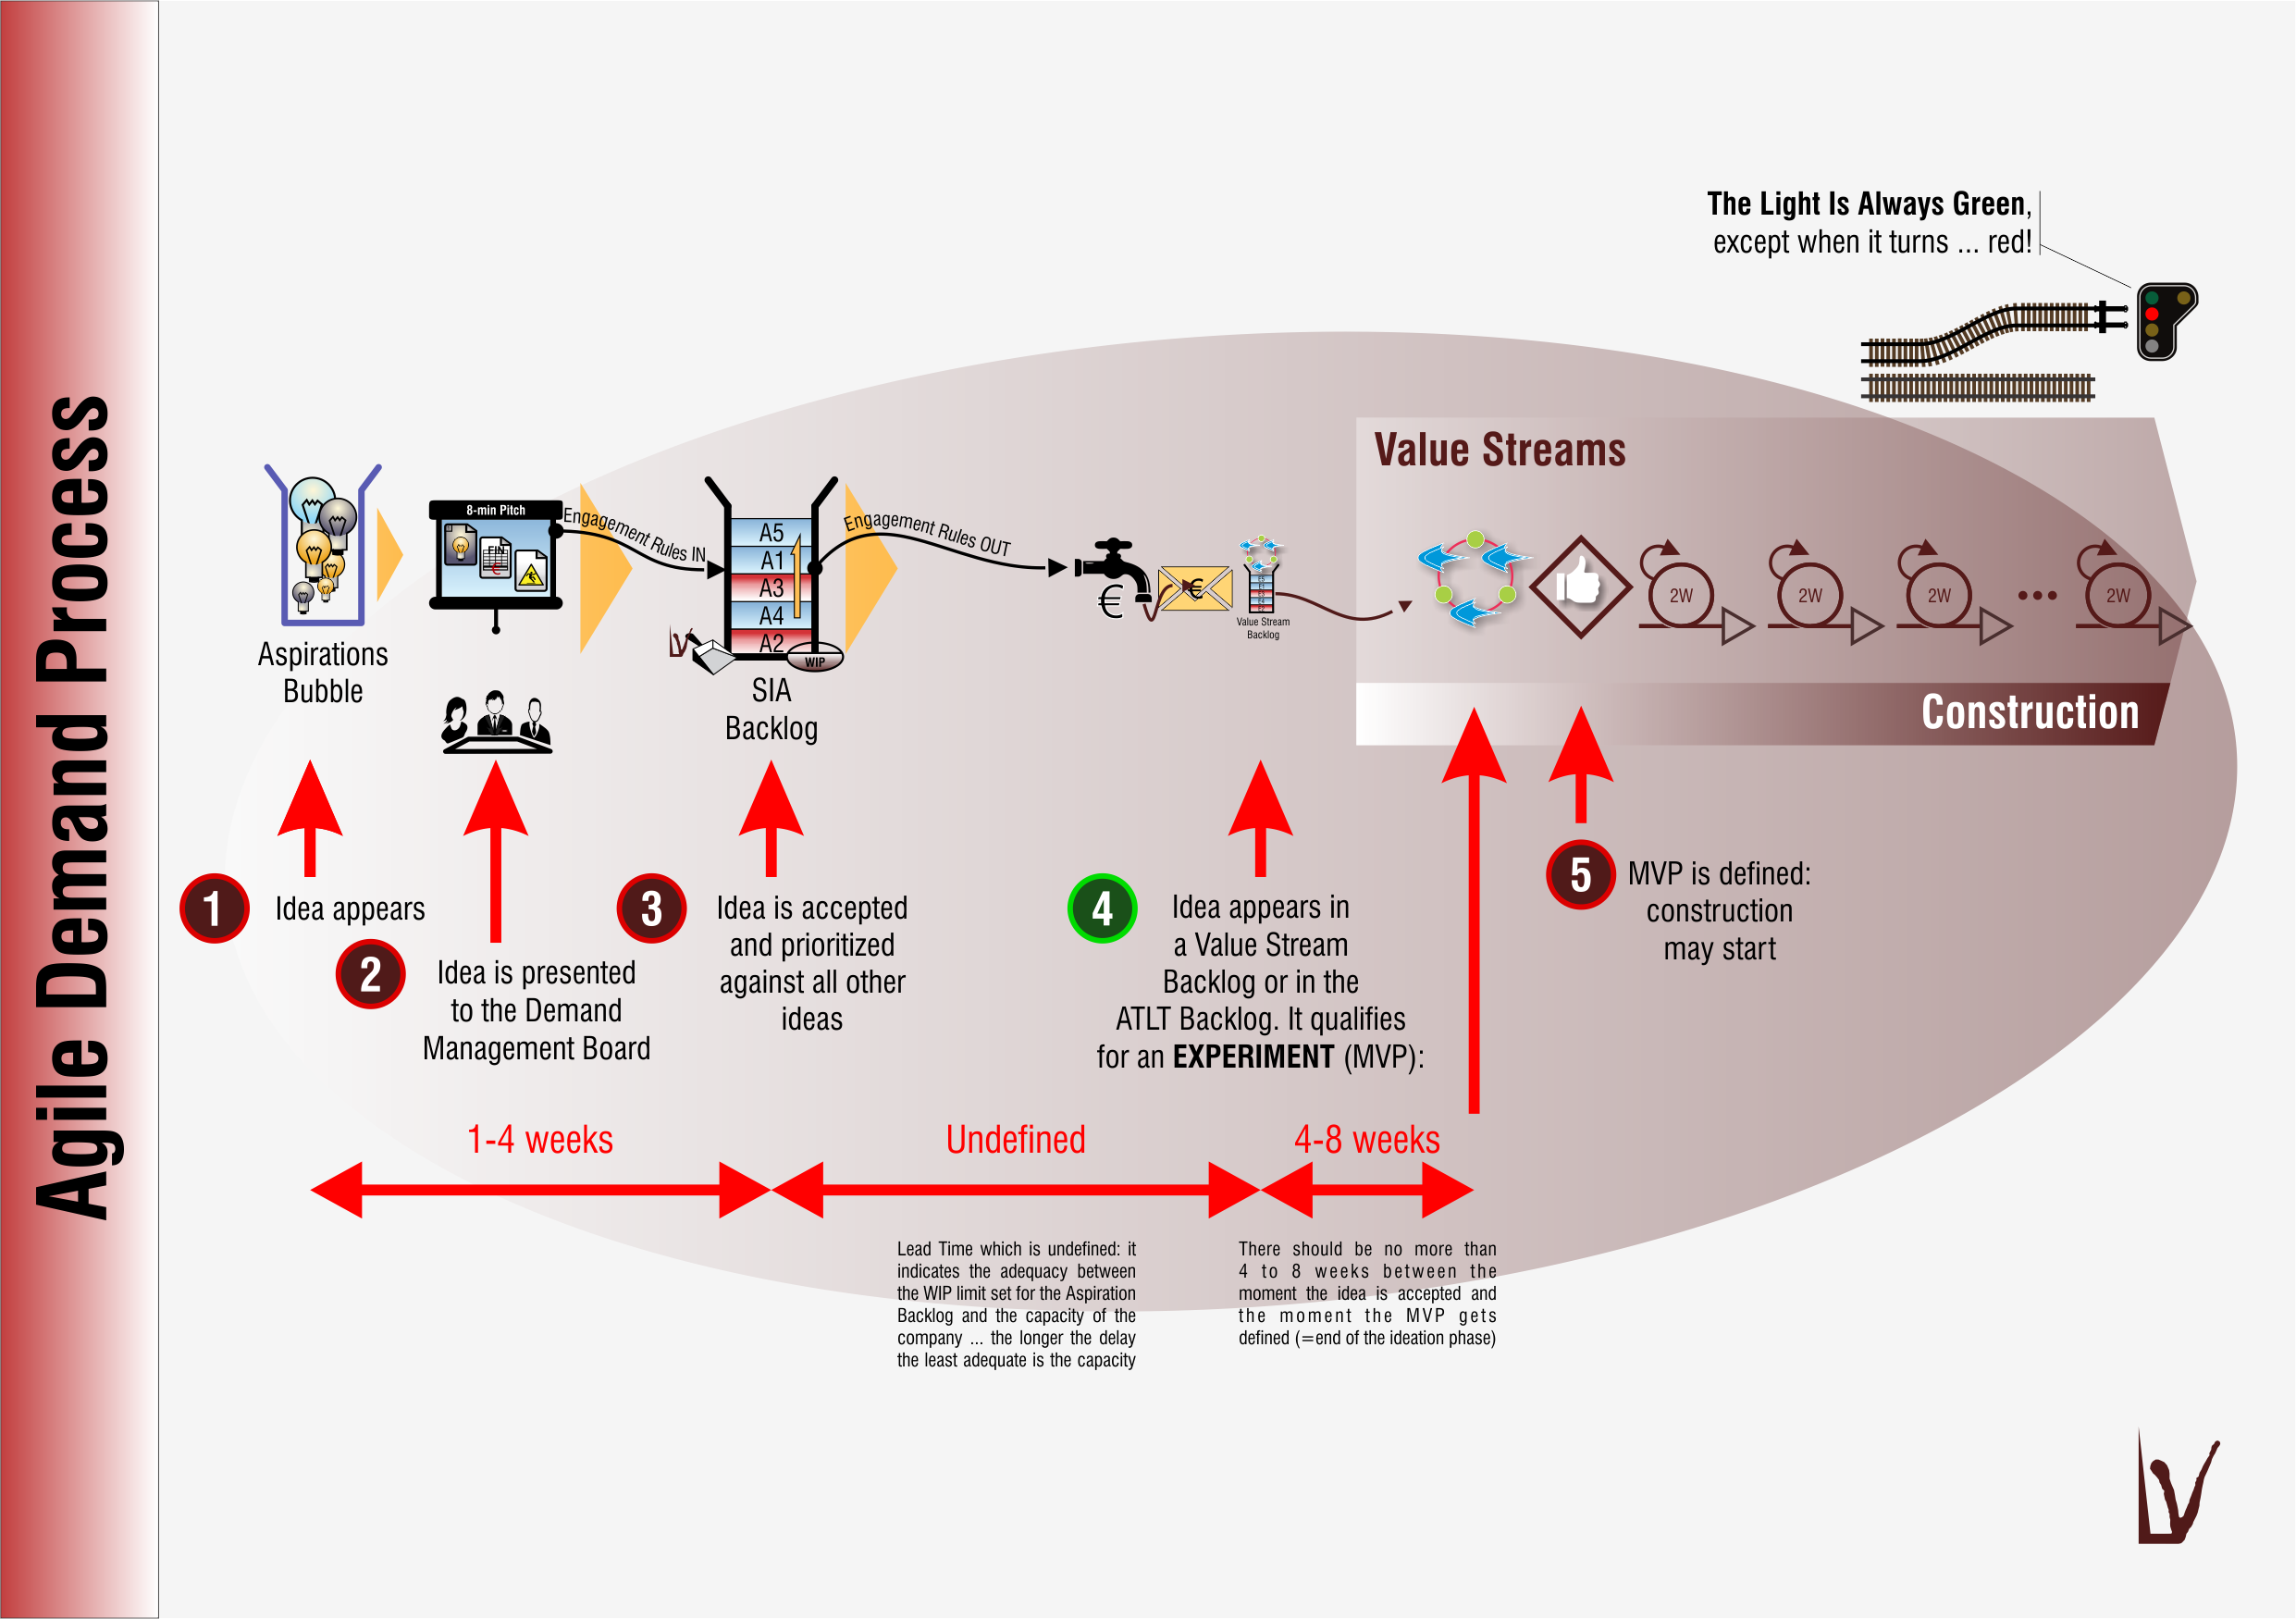 Agile Demand Process
The Light Is Always Green,
except when it turns ... red!
Value Streams
8-min Pitch
FIN
€
Engagement Rules IN
A5
A1
A3
A4
A2
WIP
Engagement Rules OUT
€
€
Value Stream
Backlog
2W
2W
2W
2W
Aspirations
Bubble
SIA
Backlog
Construction
1
Idea appears
2
Idea is presented
to the Demand
Management Board
3
Idea is accepted
and prioritized
against all other
ideas
4
Idea appears in
a Value Stream
Backlog or in the
ATLT Backlog. It qualifies
for an EXPERIMENT (MVP):
5
MVP is defined:
construction
may start
1-4 weeks
Undefined
4-8 weeks
Lead Time which is undefined: it
indicates the adequacy between
the WIP limit set for the Aspiration
Backlog and the capacity of the
company ... the longer the delay
the least adequate is the capacity
There should be no more than
4 to 8 weeks between the
moment the idea is accepted and
the moment the MVP gets
defined (=end of the ideation phase)